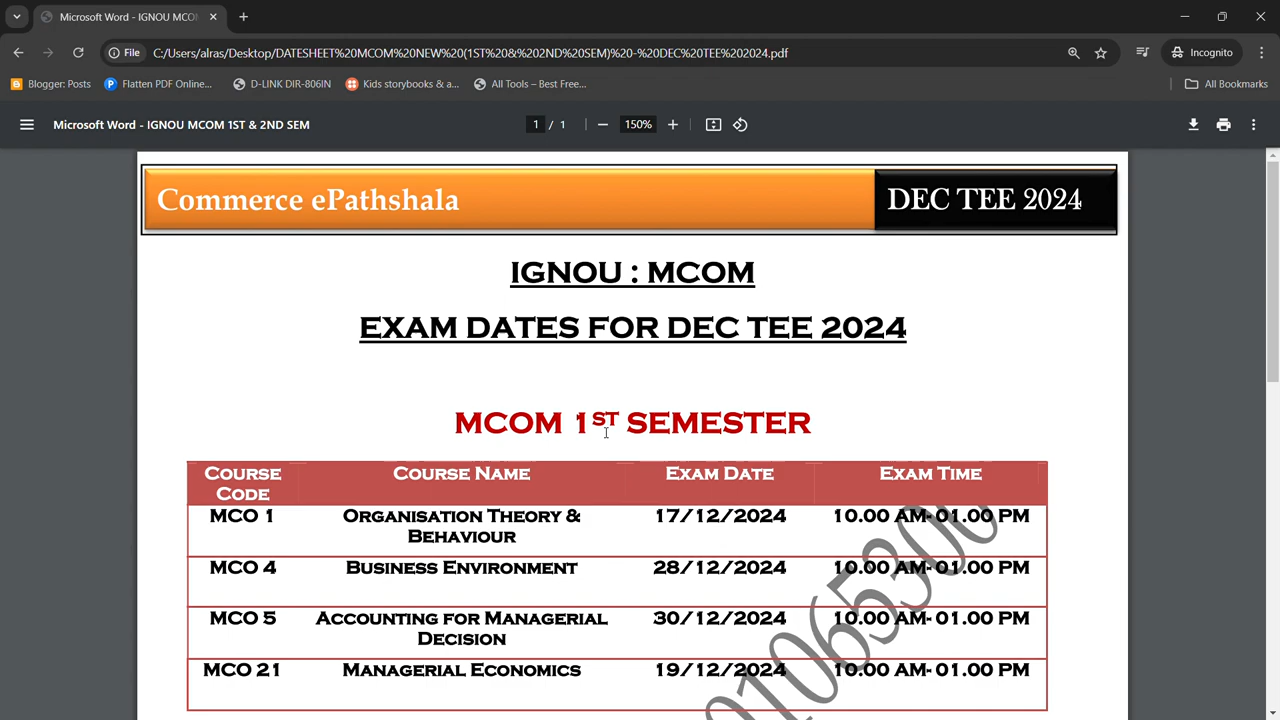 Microsoft Word - IGNOU MCO
File C:/Users/alras/Desktop/DATESHEET%20MCOM%20NEW%20(1ST%20&%202ND%20SEM)%20-%20DEC%20TEE%202024.pdf Incognito
Blogger: Posts Flatten PDF Online... D-LINK DIR-806IN Kids storybooks & a... All Tools – Best Free... All Bookmarks
Microsoft Word - IGNOU MCOM 1ST & 2ND SEM 1 / 1 150%
Commerce ePathshala DEC TEE 2024
IGNOU : MCOM
EXAM DATES FOR DEC TEE 2024
MCOM 1ST SEMESTER
COURSE CODE COURSE NAME EXAM DATE EXAM TIME
MCO 1 ORGANISATION THEORY & BEHAVIOUR 17/12/2024 10.00 AM- 01.00 PM
MCO 4 BUSINESS ENVIRONMENT 28/12/2024 10.00 AM- 01.00 PM
MCO 5 ACCOUNTING FOR MANAGERIAL DECISION 30/12/2024 10.00 AM- 01.00 PM
MCO 21 MANAGERIAL ECONOMICS 19/12/2024 10.00 AM- 01.00 PM